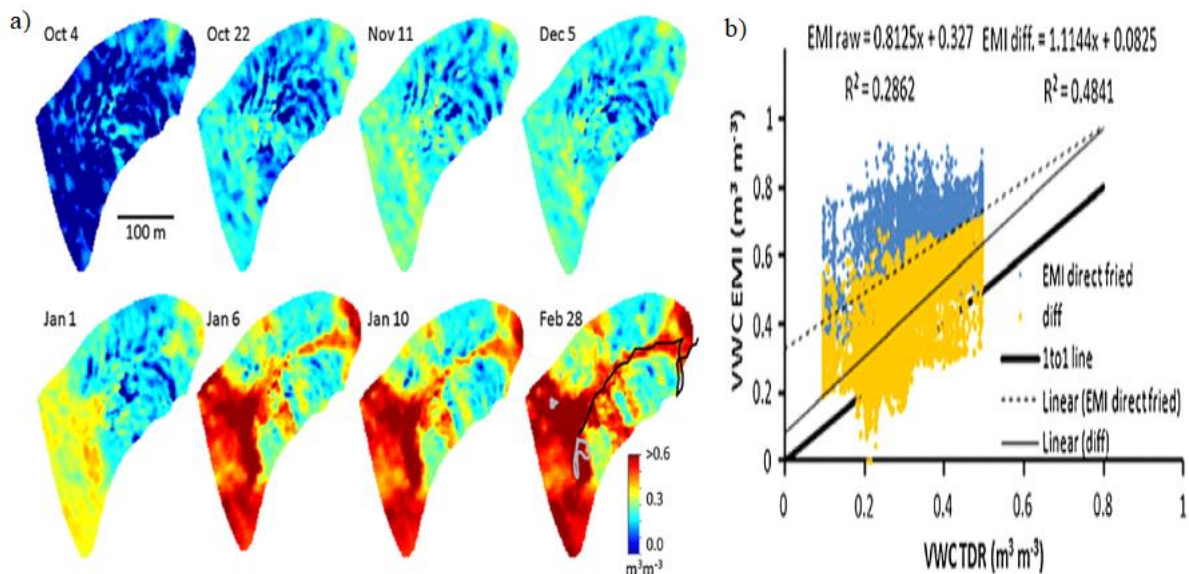 a)
Oct 4
Oct 22
Nov 11
Dec 5
100 m
Jan 1
Jan 6
Jan 10
Feb 28
>0.6
0.3
0.0
m³m⁻³
b)
EMI raw = 0.8125x + 0.327 EMI diff. = 1.1144x + 0.0825
R² = 0.2862 R² = 0.4841
VWC EMI (m³ m⁻³)
1
0.8
0.6
0.4
0.2
0
EMI direct fried
diff
1to1 line
Linear (EMI direct fried)
Linear (diff)
0 0.2 0.4 0.6 0.8 1
VWC TDR (m³ m⁻³)